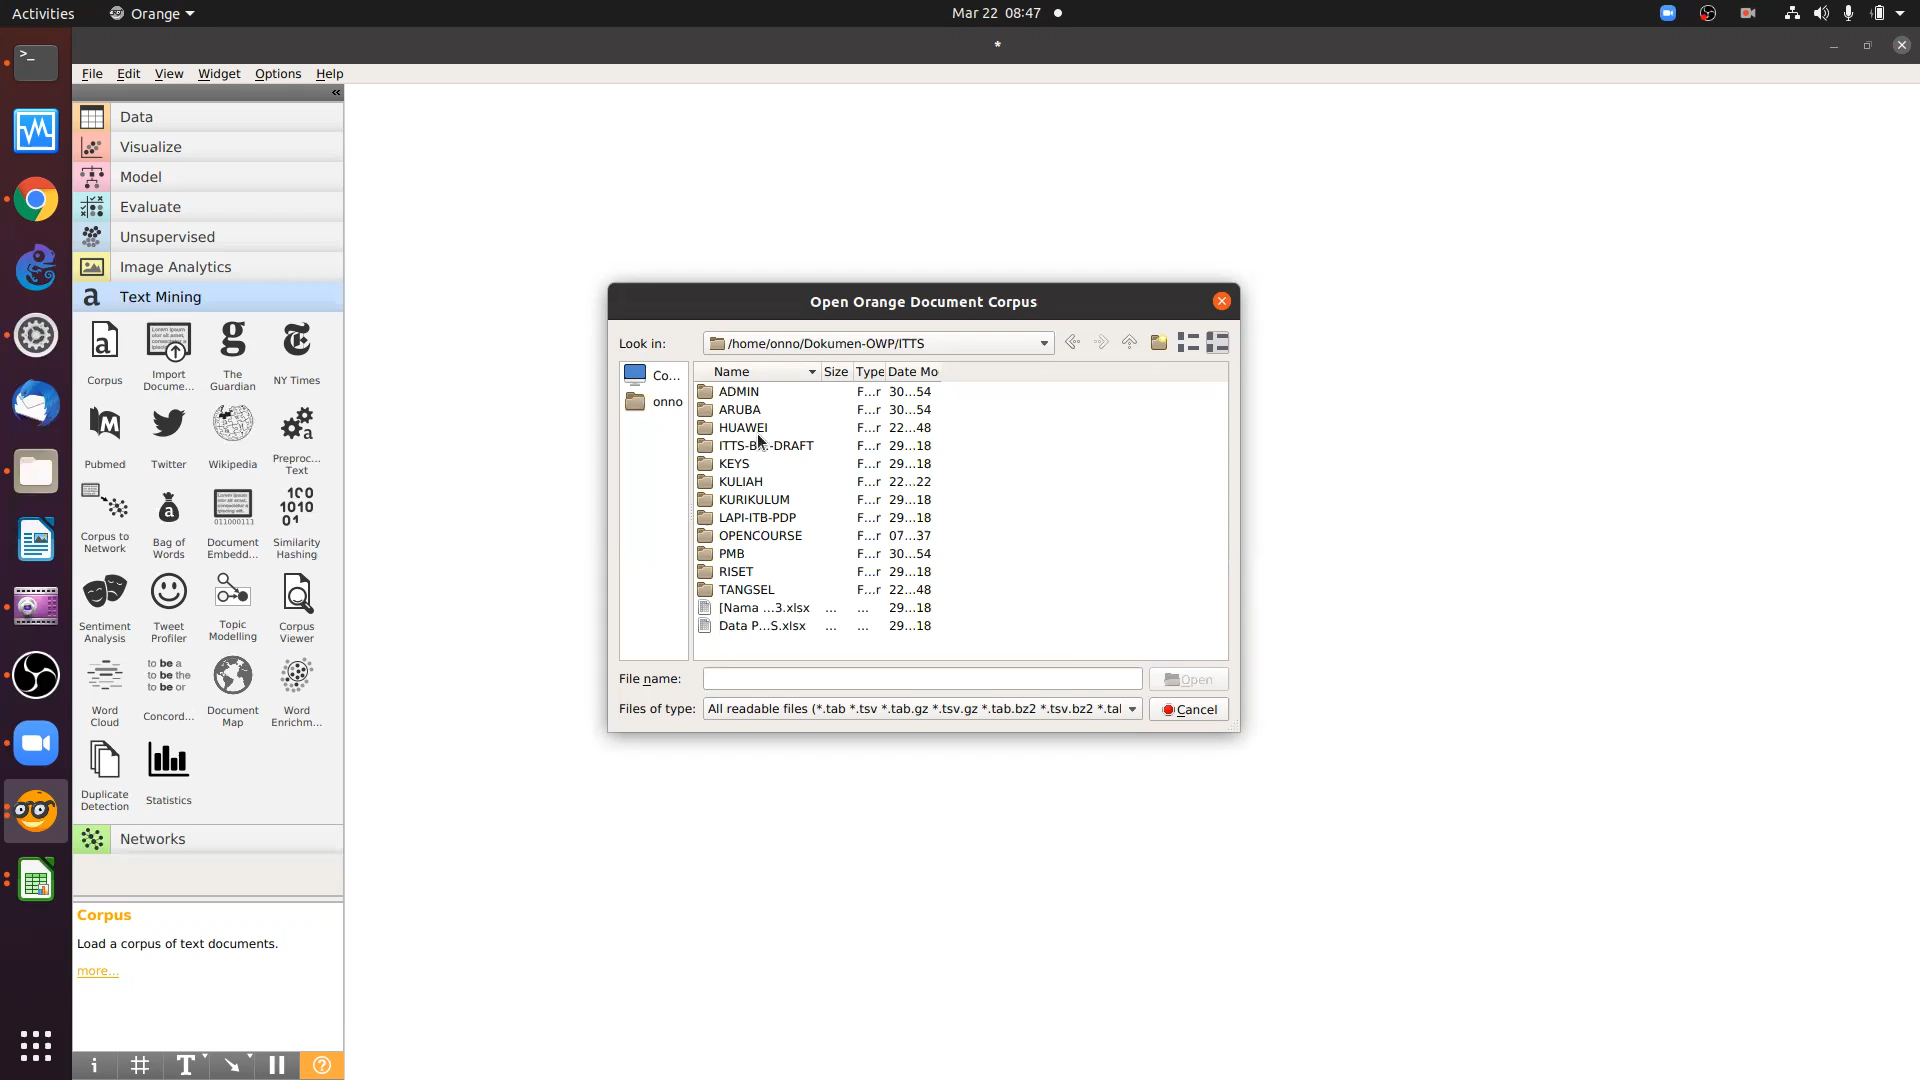 Activities Orange Mar 22 08:47
*
File Edit View Widget Options Help
Data
Visualize
Model
Evaluate
Unsupervised
Image Analytics
Text Mining
Corpus
Import Docume...
The Guardian
NY Times
Pubmed
Twitter
Wikipedia
Preproc... Text
Corpus to Network
Bag of Words
Document Embedd...
Similarity Hashing
Sentiment Analysis
Tweet Profiler
Topic Modelling
Corpus Viewer
Word Cloud
Concord...
Document Map
Word Enrichm...
Duplicate Detection
Statistics
Networks
Corpus
Load a corpus of text documents.
more...
Open Orange Document Corpus
Look in: /home/onno/Dokumen-OWP/ITTS
Co...
onno
Name Size Type Date Mo
ADMIN F...r 30...54
ARUBA F...r 30...54
HUAWEI F...r 22...48
F...r 29...18
KEYS F...r 29...18
KULIAH F...r 22...22
KURIKULUM F...r 29...18
LAPI-ITB-PDP F...r 29...18
OPENCOURSE F...r 07...37
PMB F...r 30...54
RISET F...r 29...18
TANGSEL F...r 22...48
[Nama ...3.xlsx ... ... 29...18
Data P...S.xlsx ... ... 29...18
File name: Open
Files of type: All readable files (*.tab *.tsv *.tab.gz *.tsv.gz *.tab.bz2 *.tsv.bz2 *.tal Cancel